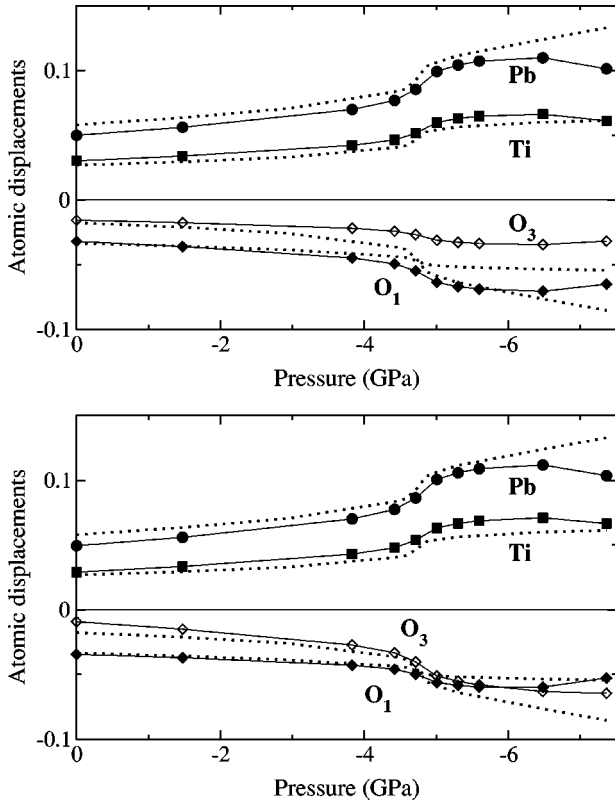 0.1
Pb
Ti
0
O3
O1
-0.1
0 -2 -4 -6
Atomic displacements
Pressure (GPa)
0.1
Pb
Ti
0
O3
O1
-0.1
0 -2 -4 -6
Atomic displacements
Pressure (GPa)